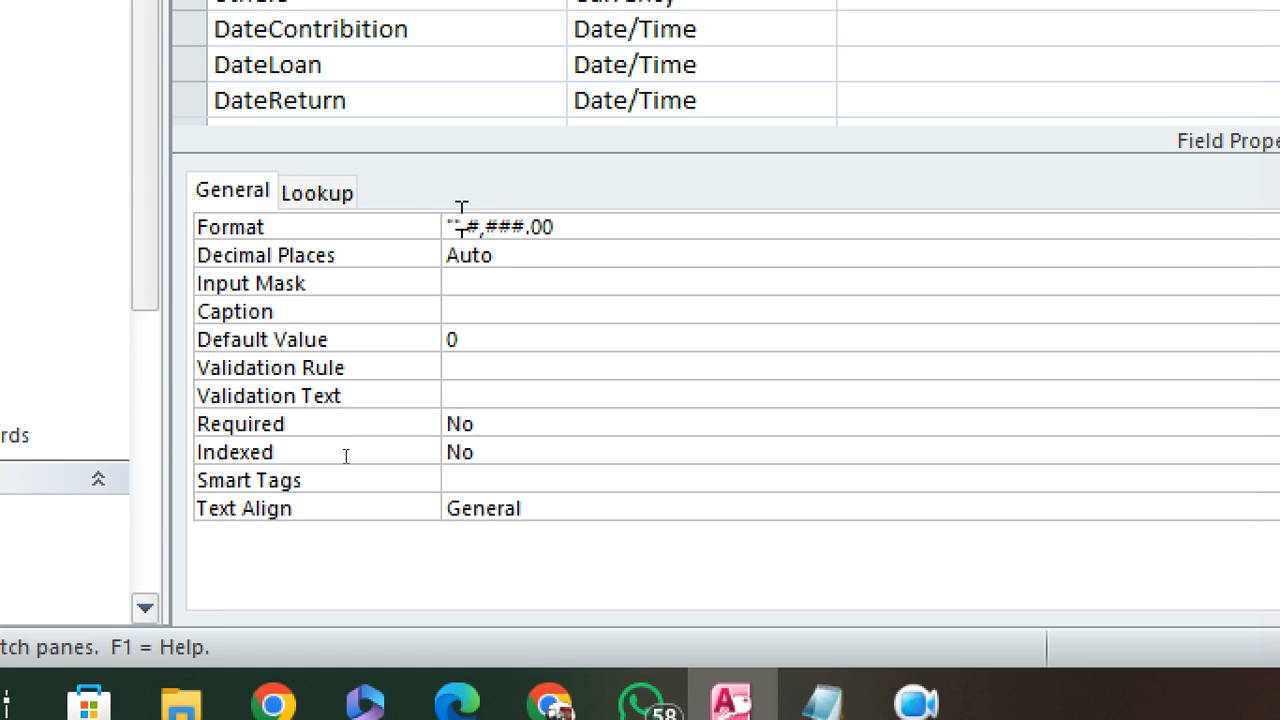 DateContribition Date/Time
DateLoan Date/Time
DateReturn Date/Time
General Lookup
Format #,###.00
Decimal Places Auto
Input Mask
Caption
Default Value 0
Validation Rule
Validation Text
Required No
Indexed No
Smart Tags
Text Align General
rds
tch panes. F1 = Help.
58